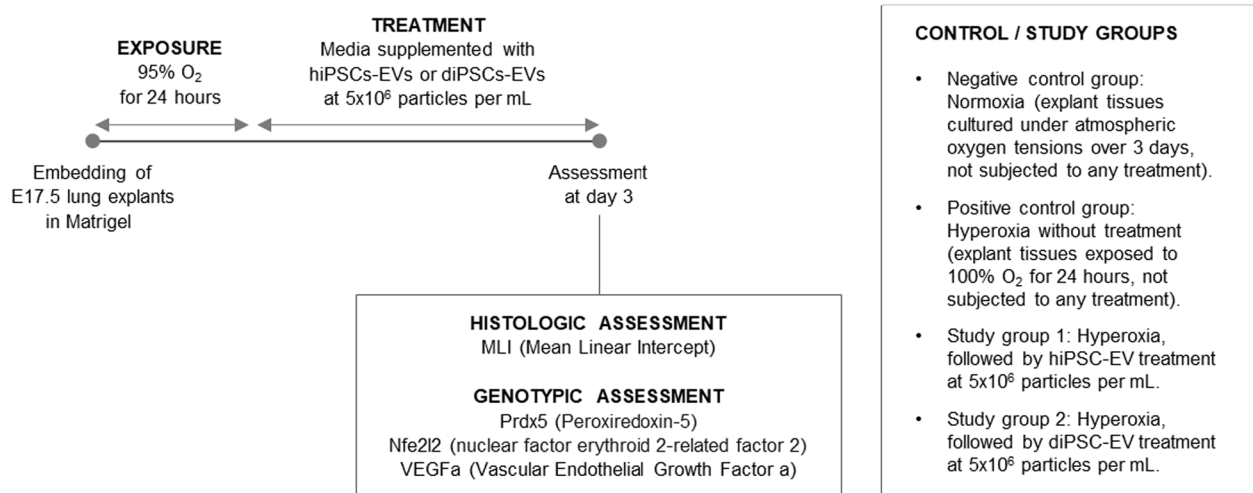 EXPOSURE
95% O₂
for 24 hours
TREATMENT
Media supplemented with
hiPSCs-EVs or diPSCs-EVs
at 5x10⁶ particles per mL
Embedding of
E17.5 lung explants
in Matrigel
Assessment
at day 3
HISTOLOGIC ASSESSMENT
MLI (Mean Linear Intercept)
GENOTYPIC ASSESSMENT
Prdx5 (Peroxiredoxin-5)
Nfe2l2 (nuclear factor erythroid 2-related factor 2)
VEGFa (Vascular Endothelial Growth Factor a)
CONTROL / STUDY GROUPS
• Negative control group:
Normoxia (explant tissues
cultured under atmospheric
oxygen tensions over 3 days,
not subjected to any treatment).
• Positive control group:
Hyperoxia without treatment
(explant tissues exposed to
100% O₂ for 24 hours, not
subjected to any treatment).
• Study group 1: Hyperoxia,
followed by hiPSC-EV treatment
at 5x10⁶ particles per mL.
• Study group 2: Hyperoxia,
followed by diPSC-EV treatment
at 5x10⁶ particles per mL.